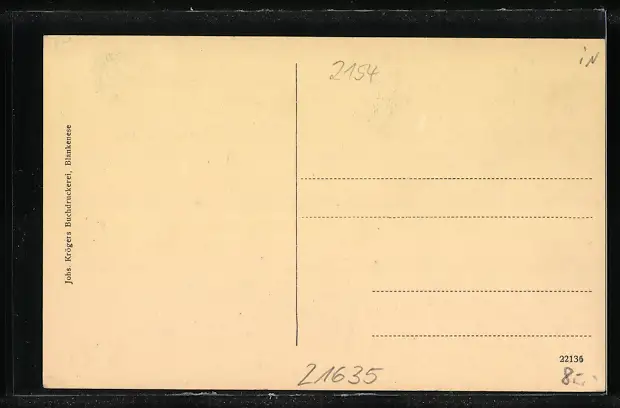 Johs. Krögers Buchdruckerei, Blankenese
2154
iN
22136
21635
8.-